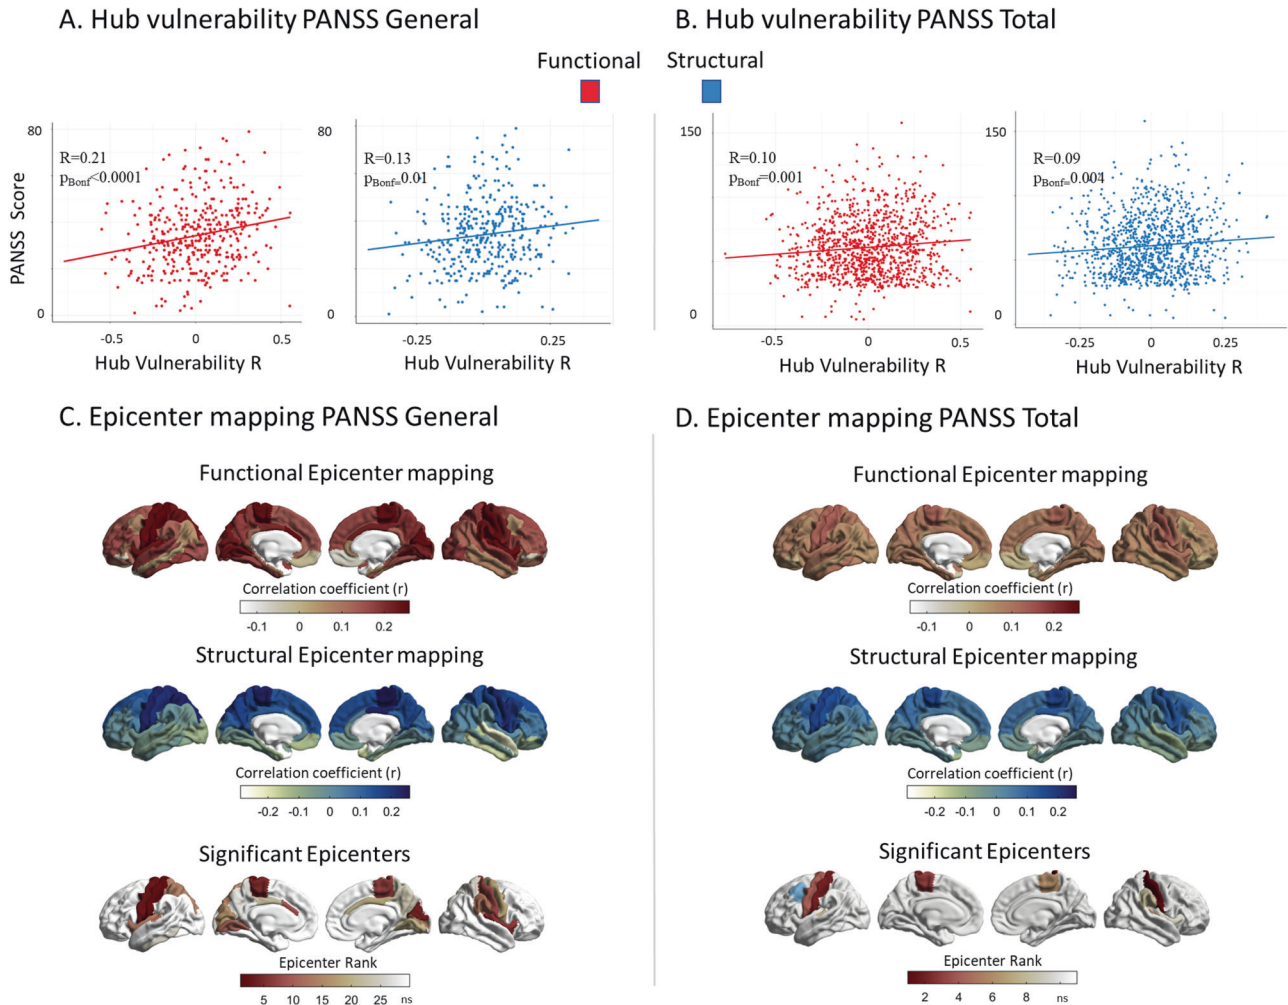 A. Hub vulnerability PANSS General
B. Hub vulnerability PANSS Total
Functional
Structural
80
R=0.21
pBonf<0.0001
PANSS Score
0
-0.5
0
0.5
Hub Vulnerability R
80
R=0.13
pBonf=0.01
0
-0.25
0.25
Hub Vulnerability R
150
R=0.10
pBonf=0.001
0
-0.5
0
0.5
Hub Vulnerability R
150
R=0.09
pBonf=0.004
0
-0.25
0
0.25
Hub Vulnerability R
C. Epicenter mapping PANSS General
Functional Epicenter mapping
Correlation coefficient (r)
-0.1 0 0.1 0.2
Structural Epicenter mapping
Correlation coefficient (r)
-0.2 -0.1 0 0.1 0.2
Significant Epicenters
Epicenter Rank
5 10 15 20 25 ns
D. Epicenter mapping PANSS Total
Functional Epicenter mapping
Correlation coefficient (r)
-0.1 0 0.1 0.2
Structural Epicenter mapping
Correlation coefficient (r)
-0.2 -0.1 0 0.1 0.2
Significant Epicenters
Epicenter Rank
2 4 6 8 ns